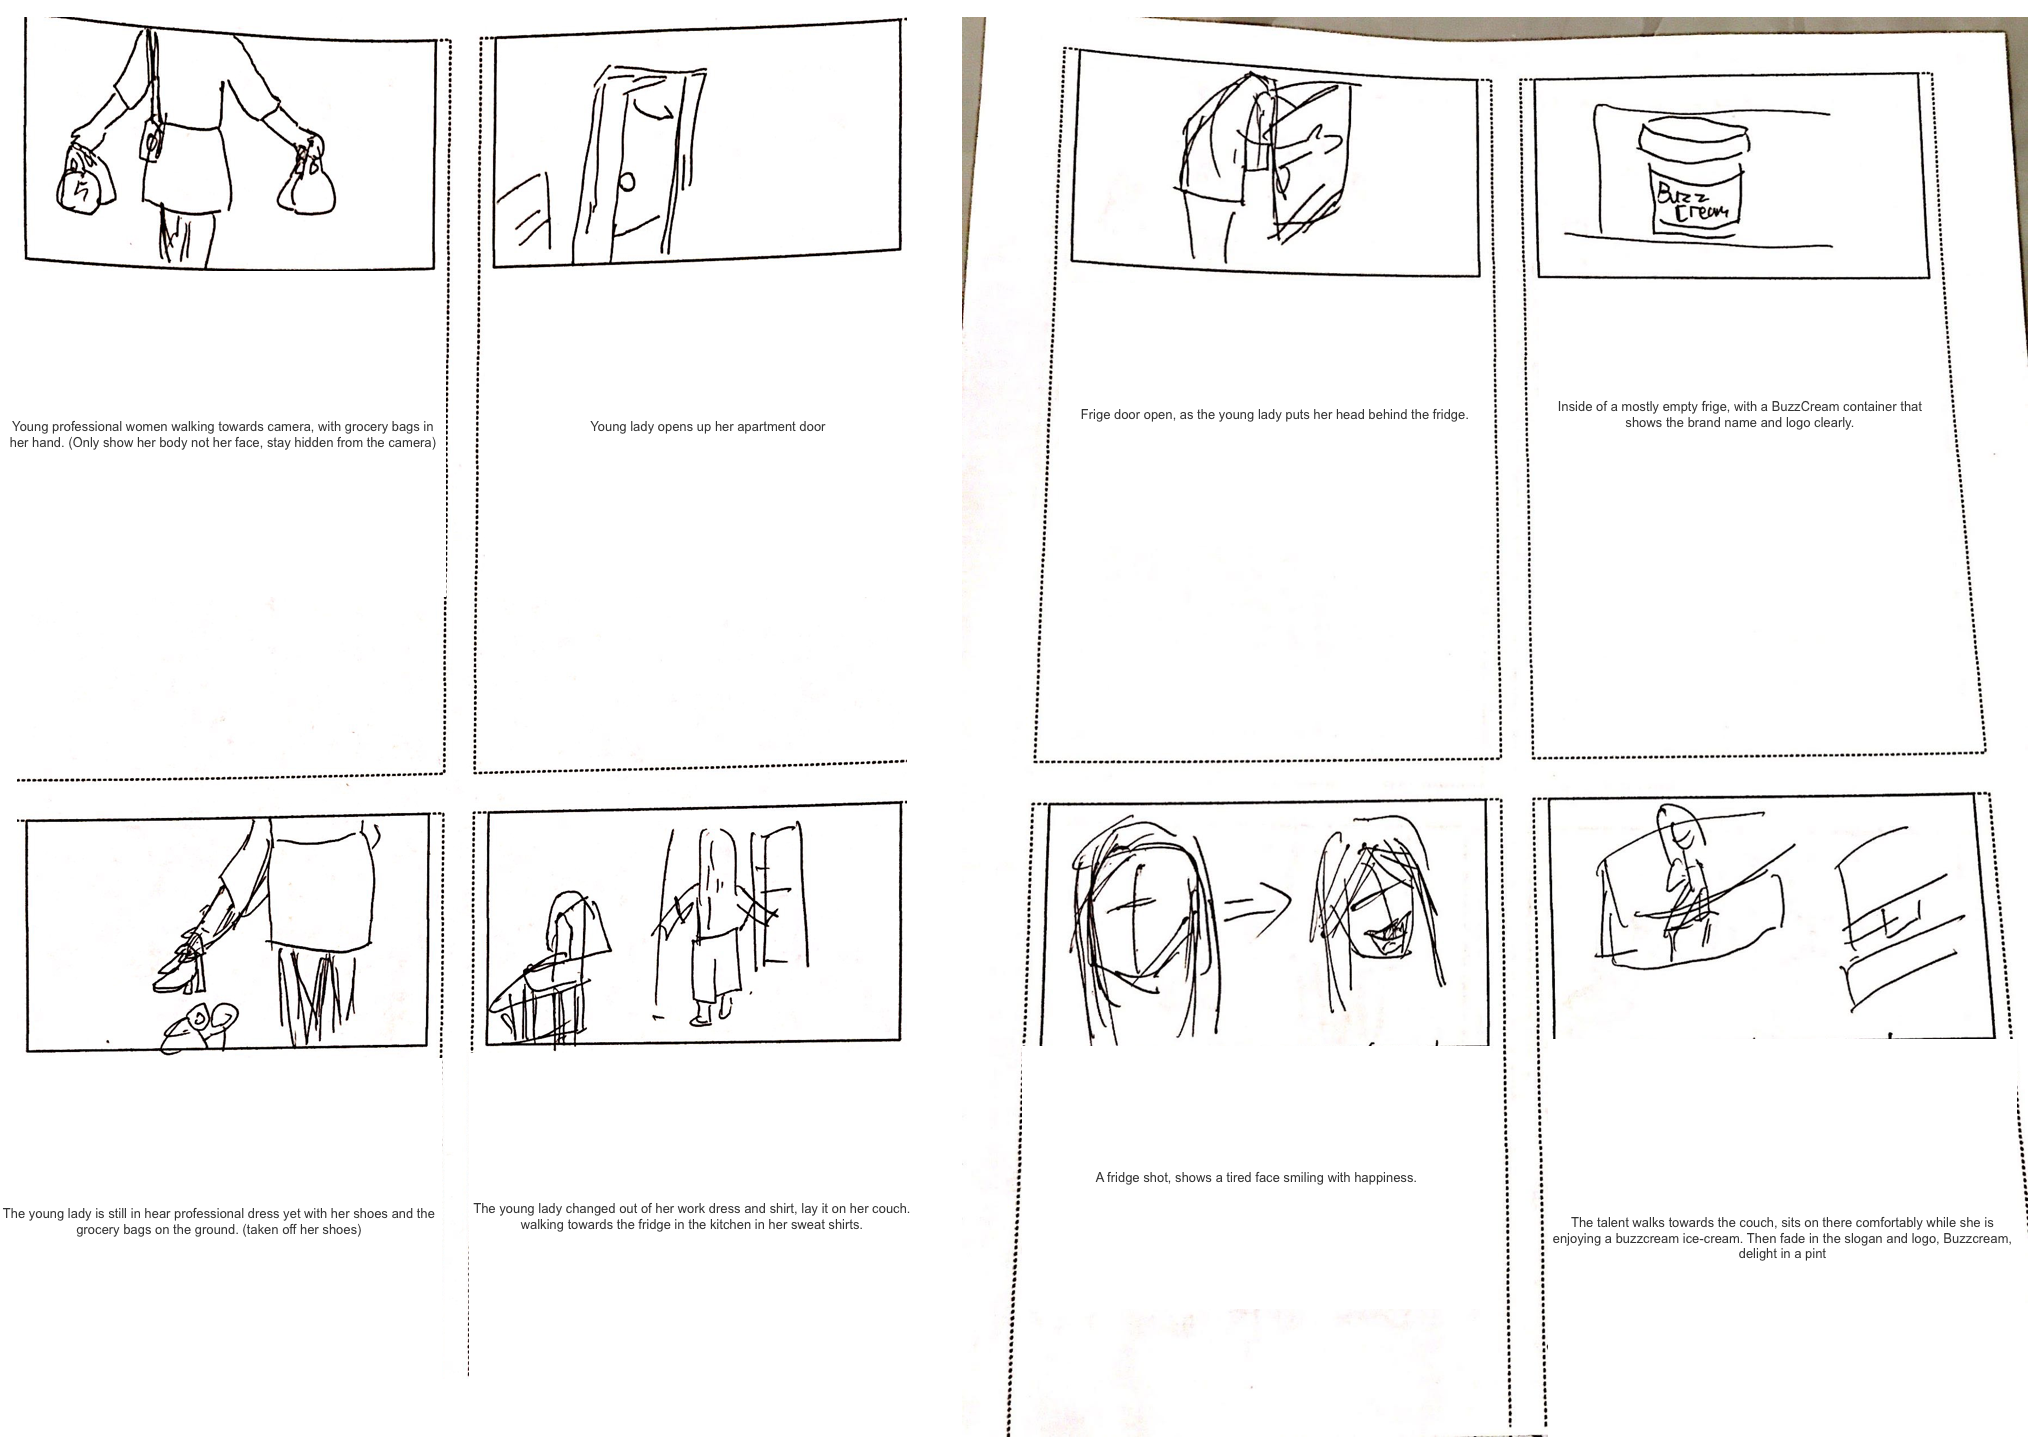 Buzz
Cream
Young professional women walking towards camera, with grocery bags in
her hand. (Only show her body not her face, stay hidden from the camera)
Young lady opens up her apartment door
Frige door open, as the young lady puts her head behind the fridge.
Inside of a mostly empty frige, with a BuzzCream container that
shows the brand name and logo clearly.
The young lady is still in hear professional dress yet with her shoes and the
grocery bags on the ground. (taken off her shoes)
The young lady changed out of her work dress and shirt, lay it on her couch.
walking towards the fridge in the kitchen in her sweat shirts.
A fridge shot, shows a tired face smiling with happiness.
The talent walks towards the couch, sits on there comfortably while she is
enjoying a buzzcream ice-cream. Then fade in the slogan and logo, Buzzcream,
delight in a pint